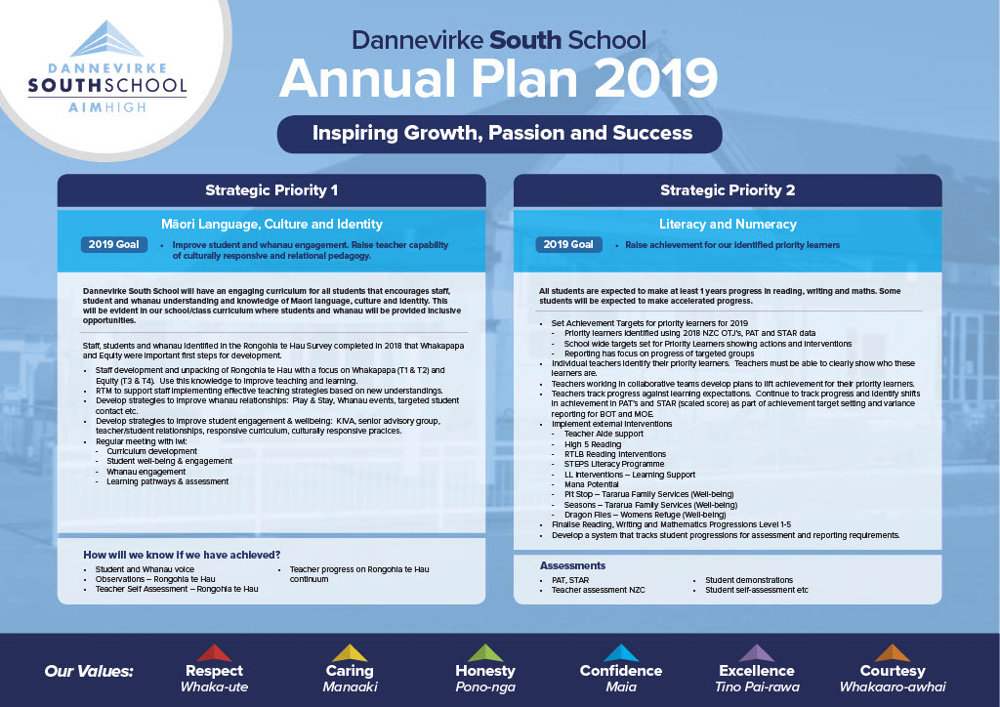 DANNEVIRKE
SOUTHSCHOOL
AIMHIGH
Dannevirke South School
Annual Plan 2019
Inspiring Growth, Passion and Success
Strategic Priority 1
Māori Language, Culture and Identity
2019 Goal
• Improve student and whanau engagement. Raise teacher capability
of culturally responsive and relational pedagogy.
Dannevirke South School will have an engaging curriculum for all students that encourages staff,
student and whanau understanding and knowledge of Maori language, culture and identity. This
will be evident in our school/class curriculum where students and whanau will be provided inclusive
opportunities.
Staff, students and whanau identified in the Rongohia te Hau Survey completed in 2018 that Whakapapa
and Equity were important first steps for development.
• Staff development and unpacking of Rongohia te Hau with a focus on Whakapapa (T1 & T2) and
Equity (T3 & T4). Use this knowledge to improve teaching and learning.
• RTM to support staff implementing effective teaching strategies based on new understandings.
• Develop strategies to improve whanau relationships: Play & Stay, Whanau events, targeted student
contact etc.
• Develop strategies to improve student engagement & wellbeing: KIVA, senior advisory group,
teacher/student relationships, responsive curriculum, culturally responsive pracices.
• Regular meeting with iwi:
- Curriculum development
- Student well-being & engagement
- Whanau engagement
- Learning pathways & assessment
How will we know if we have achieved?
• Student and Whanau voice
• Observations – Rongohia te Hau
• Teacher Self Assessment – Rongohia te Hau
• Teacher progress on Rongohia te Hau
continuum
Strategic Priority 2
Literacy and Numeracy
2019 Goal
• Raise achievement for our identified priority learners
All students are expected to make at least 1 years progress in reading, writing and maths. Some
students will be expected to make accelerated progress.
• Set Achievement Targets for priority learners for 2019
- Priority learners identified using 2018 NZC OTJ's, PAT and STAR data
- School wide targets set for Priority Learners showing actions and interventions
- Reporting has focus on progress of targeted groups
• Individual teachers identify their priority learners. Teachers must be able to clearly show who these
learners are.
• Teachers working in collaborative teams develop plans to lift achievement for their priority learners.
• Teachers track progress against learning expectations. Continue to track progress and identify shifts
in achievement in PAT's and STAR (scaled score) as part of achievement target setting and variance
reporting for BOT and MOE.
• Implement external interventions
- Teacher Aide support
- High 5 Reading
- RTLB Reading Interventions
- STEPS Literacy Programme
- LL Interventions – Learning Support
- Mana Potential
- Pit Stop – Tararua Family Services (Well-being)
- Seasons – Tararua Family Services (Well-being)
- Dragon Flies – Womens Refuge (Well-being)
• Finalise Reading, Writing and Mathematics Progressions Level 1-5
• Develop a system that tracks student progressions for assessment and reporting requirements.
Assessments
• PAT, STAR
• Teacher assessment NZC
• Student demonstrations
• Student self-assessment etc
Our Values:
Respect
Whaka-ute
Caring
Manaaki
Honesty
Pono-nga
Confidence
Maia
Excellence
Tino Pai-rawa
Courtesy
Whakaaro-awhai